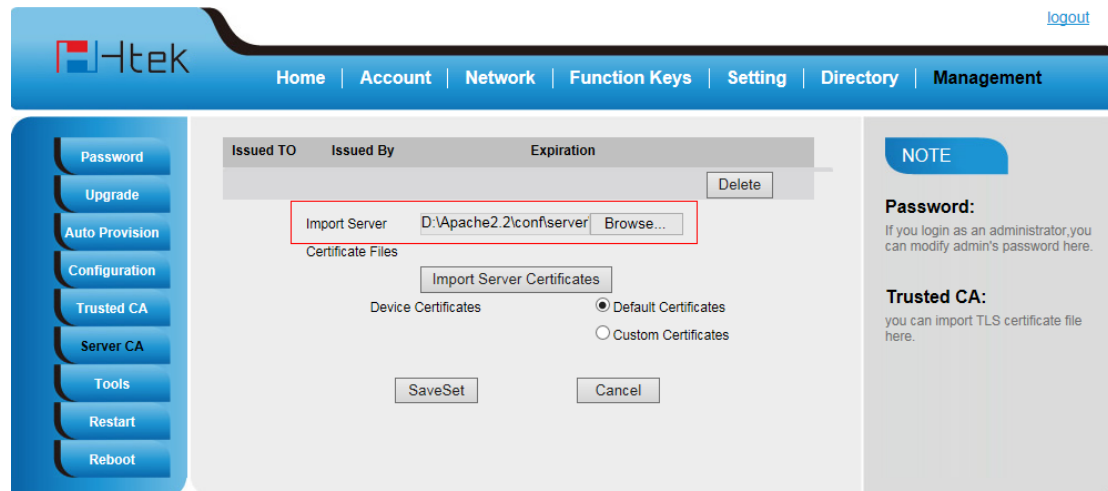 logout
Htek
Home Account Network Function Keys Setting Directory Management
Password
Upgrade
Auto Provision
Configuration
Trusted CA
Server CA
Tools
Restart
Reboot
Issued TO Issued By Expiration
Delete
Import Server D:\Apache2.2\conf\server Browse...
Certificate Files
Import Server Certificates
Device Certificates Default Certificates
Custom Certificates
SaveSet Cancel
NOTE
Password:
If you login as an administrator,you
can modify admin's password here.
Trusted CA:
you can import TLS certificate file
here.